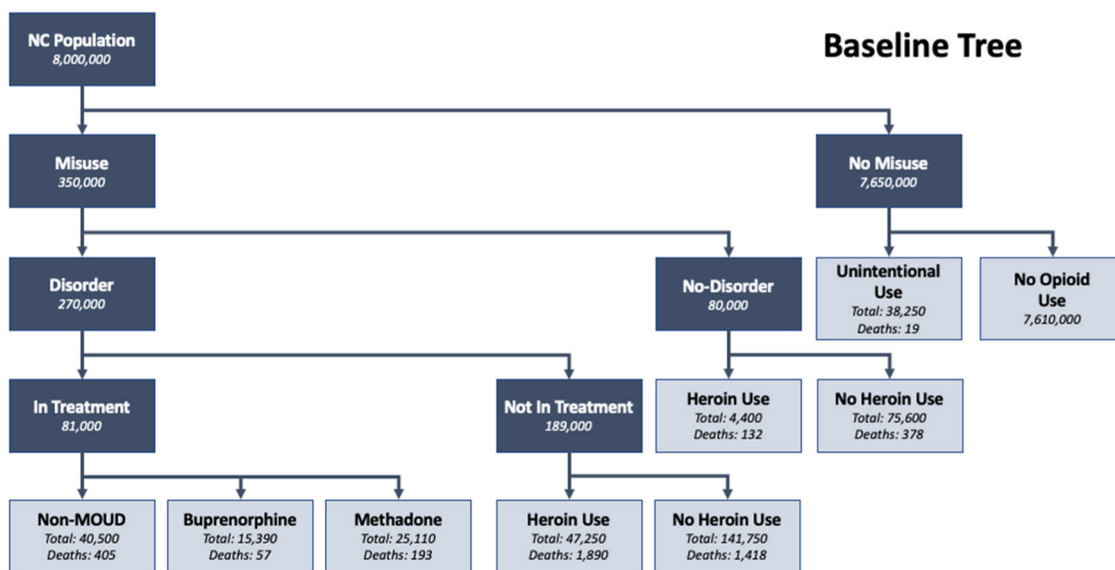 NC Population
8,000,000
Baseline Tree
Misuse
350,000
No Misuse
7,650,000
Disorder
270,000
No-Disorder
80,000
Unintentional
Use
Total: 38,250
Deaths: 19
No Opioid
Use
7,610,000
In Treatment
81,000
Not In Treatment
189,000
Heroin Use
Total: 4,400
Deaths: 132
No Heroin Use
Total: 75,600
Deaths: 378
Non-MOUD
Total: 40,500
Deaths: 405
Buprenorphine
Total: 15,390
Deaths: 57
Methadone
Total: 25,110
Deaths: 193
Heroin Use
Total: 47,250
Deaths: 1,890
No Heroin Use
Total: 141,750
Deaths: 1,418